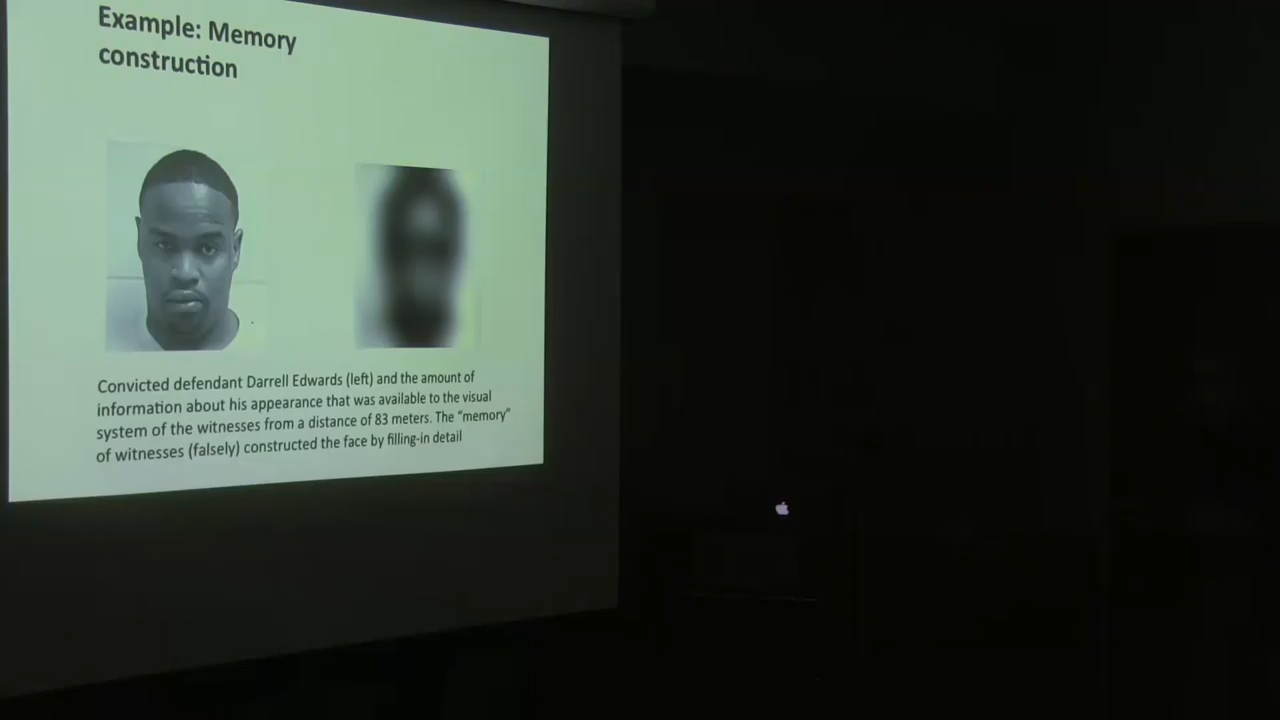 Example: Memory
construction
Convicted defendant Darrell Edwards (left) and the amount of
information about his appearance that was available to the visual
system of the witnesses from a distance of 83 meters. The “memory”
of witnesses (falsely) constructed the face by filling-in detail